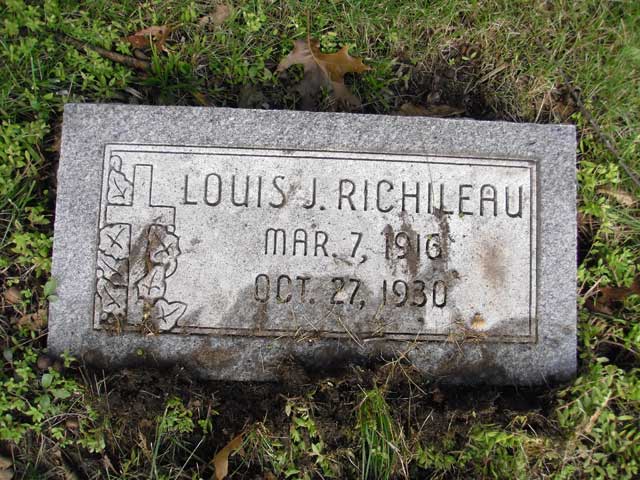 LOUIS J. RICHILEAU
MAR. 7, 1916
OCT. 27, 1930